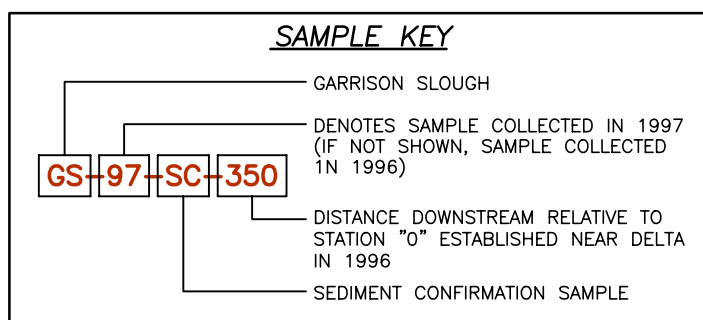 SAMPLE KEY
GARRISON SLOUGH
DENOTES SAMPLE COLLECTED IN 1997
(IF NOT SHOWN, SAMPLE COLLECTED
1N 1996)
GS-97-SC-350
DISTANCE DOWNSTREAM RELATIVE TO
STATION "0" ESTABLISHED NEAR DELTA
IN 1996
SEDIMENT CONFIRMATION SAMPLE